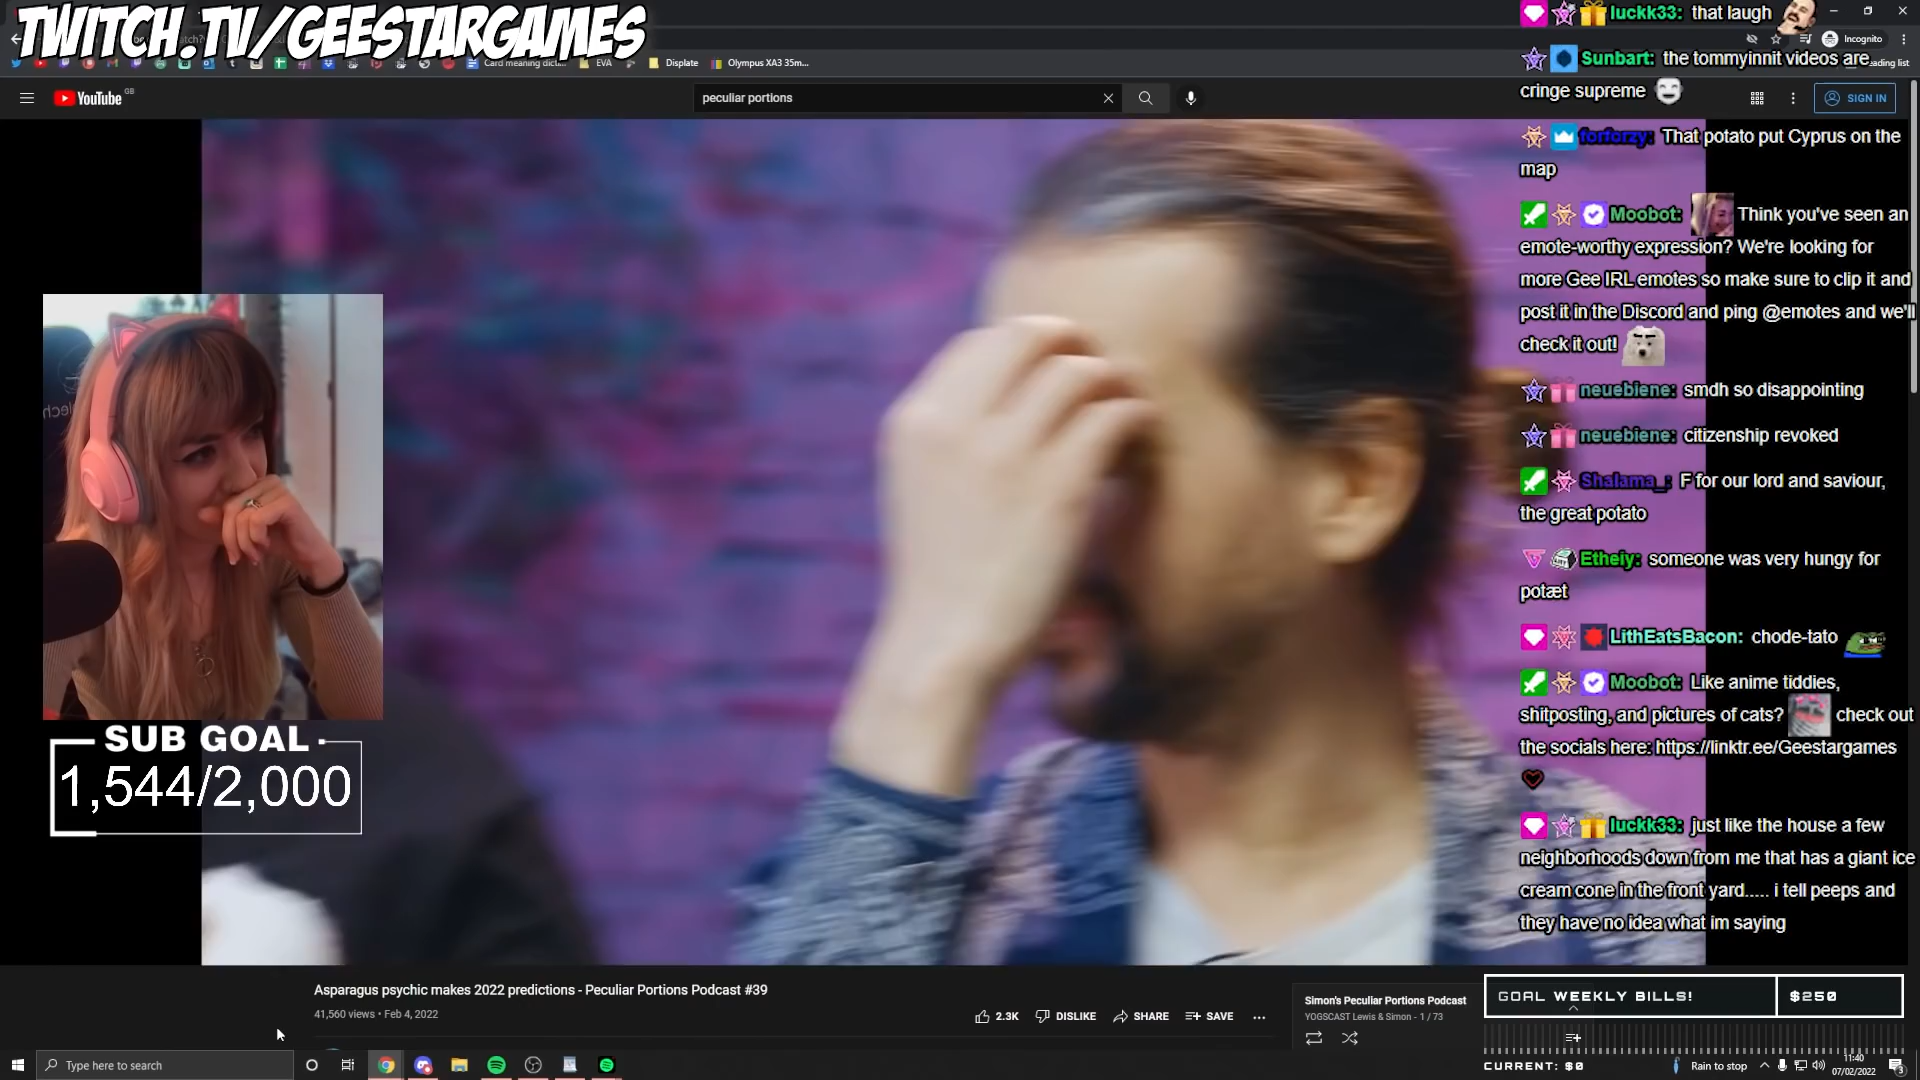 TWITCH.TV/GEESTARGAMES
Card meaning dict...
EVA
Displate
Olympus XA3 35m...
Incognito
YouTube GB
peculiar portions
SIGN IN
luckk33: that laugh
Sunbart: the tommyinnit videos are
cringe supreme
forforzy: That potato put Cyprus on the
map
Moobot: Think you've seen an
emote-worthy expression? We're looking for
more Gee IRL emotes so make sure to clip it and
post it in the Discord and ping @emotes and we'll
check it out!
neuebiene: smdh so disappointing
neuebiene: citizenship revoked
Shalama_: F for our lord and saviour,
the great potato
Etheiy: someone was very hungy for
potæt
LithEatsBacon: chode-tato
Moobot: Like anime tiddies,
shitposting, and pictures of cats? check out
the socials here: https://linktr.ee/Geestargames
luckk33: just like the house a few
neighborhoods down from me that has a giant ice
cream cone in the front yard..... i tell peeps and
they have no idea what im saying
SUB GOAL
1,544/2,000
Asparagus psychic makes 2022 predictions - Peculiar Portions Podcast #39
41,560 views • Feb 4, 2022
2.3K
DISLIKE
SHARE
SAVE
Simon's Peculiar Portions Podcast
YOGSCAST Lewis & Simon - 1 / 73
GOAL WEEKLY BILLS!
$250
CURRENT: $0
Type here to search
Rain to stop
11:40
07/02/2022